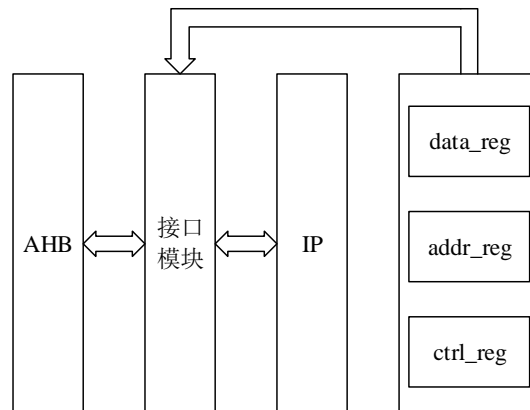 AHB
接口
模块
IP
data_reg
addr_reg
ctrl_reg